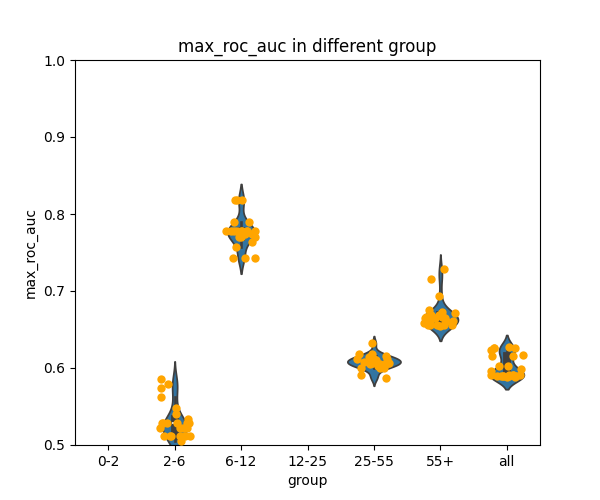 max_roc_auc in different group
1.0
0.9
0.8
0.7
0.6
0.5
max_roc_auc
0-2 2-6 6-12 12-25 25-55 55+ all
group